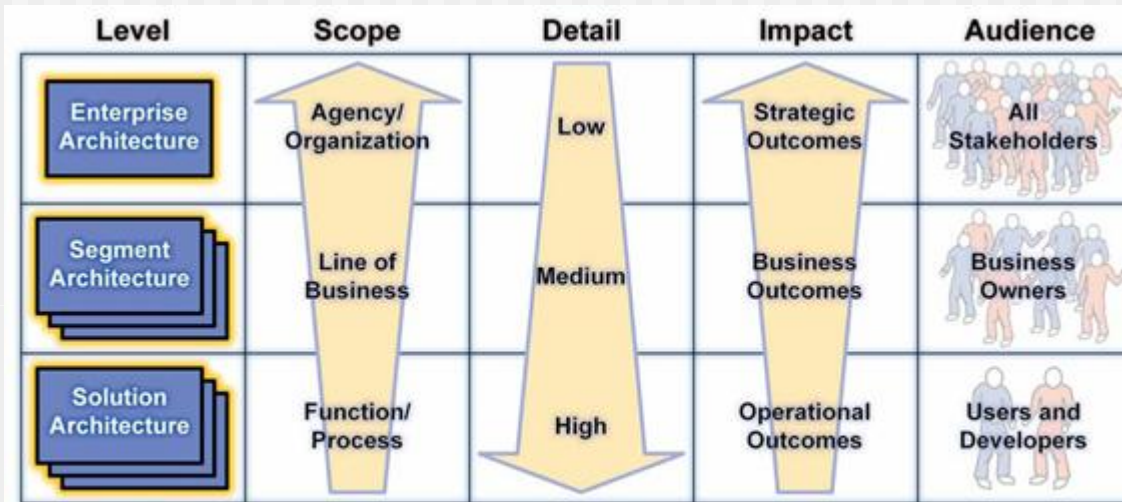 Level Scope Detail Impact Audience
Enterprise
Architecture
Agency/
Organization
Low
Strategic
Outcomes
All
Stakeholders
Segment
Architecture
Line of
Business
Medium
Business
Outcomes
Business
Owners
Solution
Architecture
Function/
Process
High
Operational
Outcomes
Users and
Developers